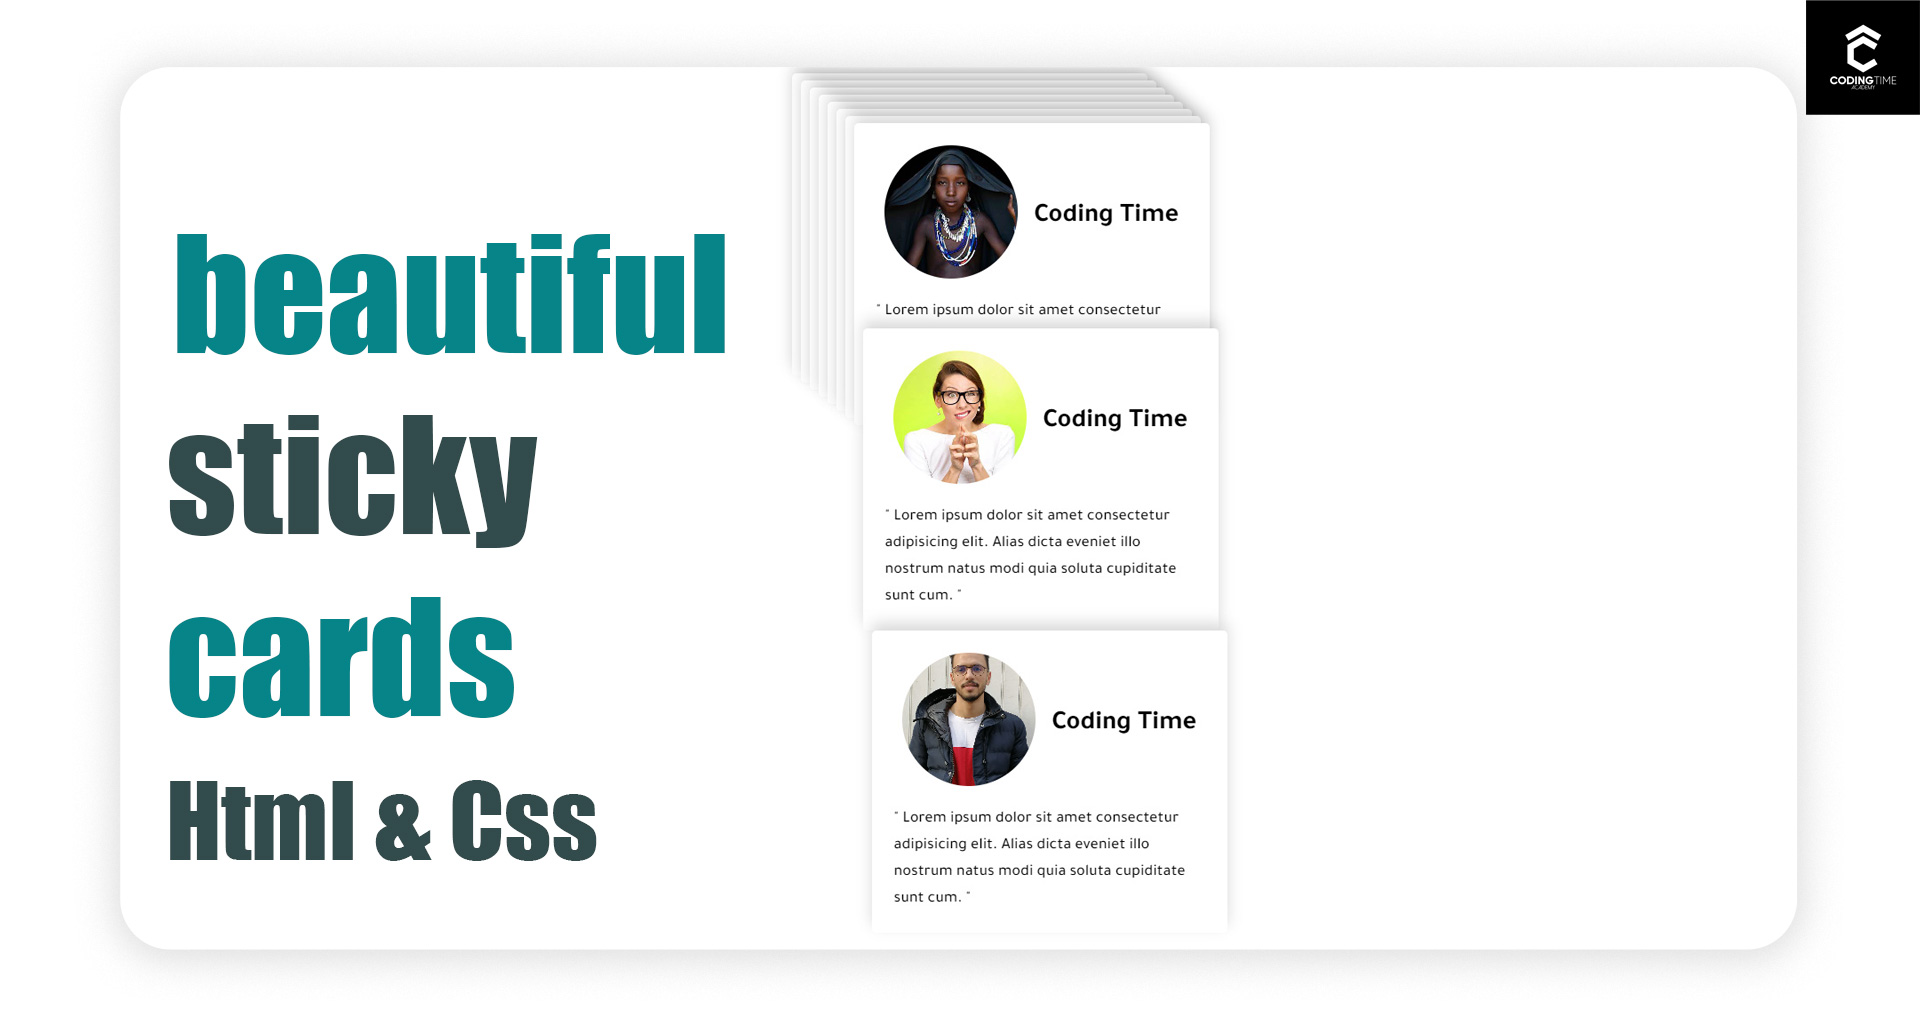 CODINGTIME
ACADEMY
beautiful
sticky
cards
Html & Css
Coding Time
" Lorem ipsum dolor sit amet consectetur
Coding Time
" Lorem ipsum dolor sit amet consectetur
adipisicing elit. Alias dicta eveniet illo
nostrum natus modi quia soluta cupiditate
sunt cum. "
Coding Time
" Lorem ipsum dolor sit amet consectetur
adipisicing elit. Alias dicta eveniet illo
nostrum natus modi quia soluta cupiditate
sunt cum. "